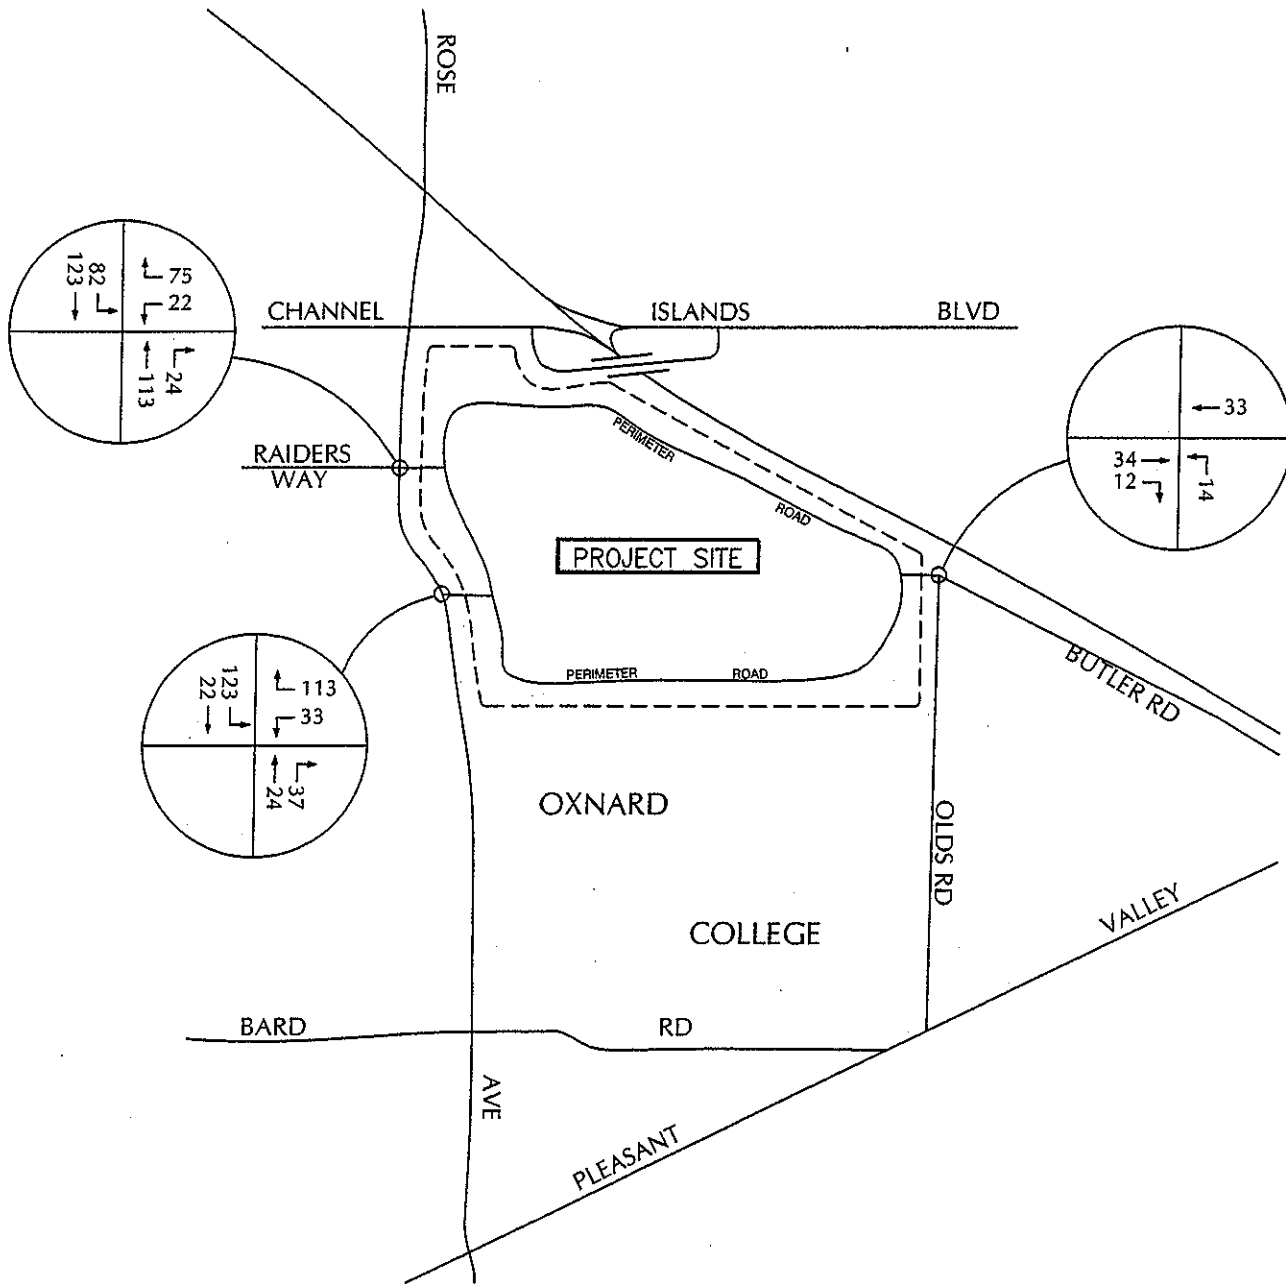 ROSE
CHANNEL
ISLANDS
BLVD
82
123
75
22
24
113
33
34
12
14
RAIDERS
WAY
PERIMETER
ROAD
PROJECT SITE
BUTLER RD
123
22
113
33
37
24
PERIMETER
ROAD
OXNARD
OLDS RD
COLLEGE
VALLEY
BARD
RD
AVE
PLEASANT